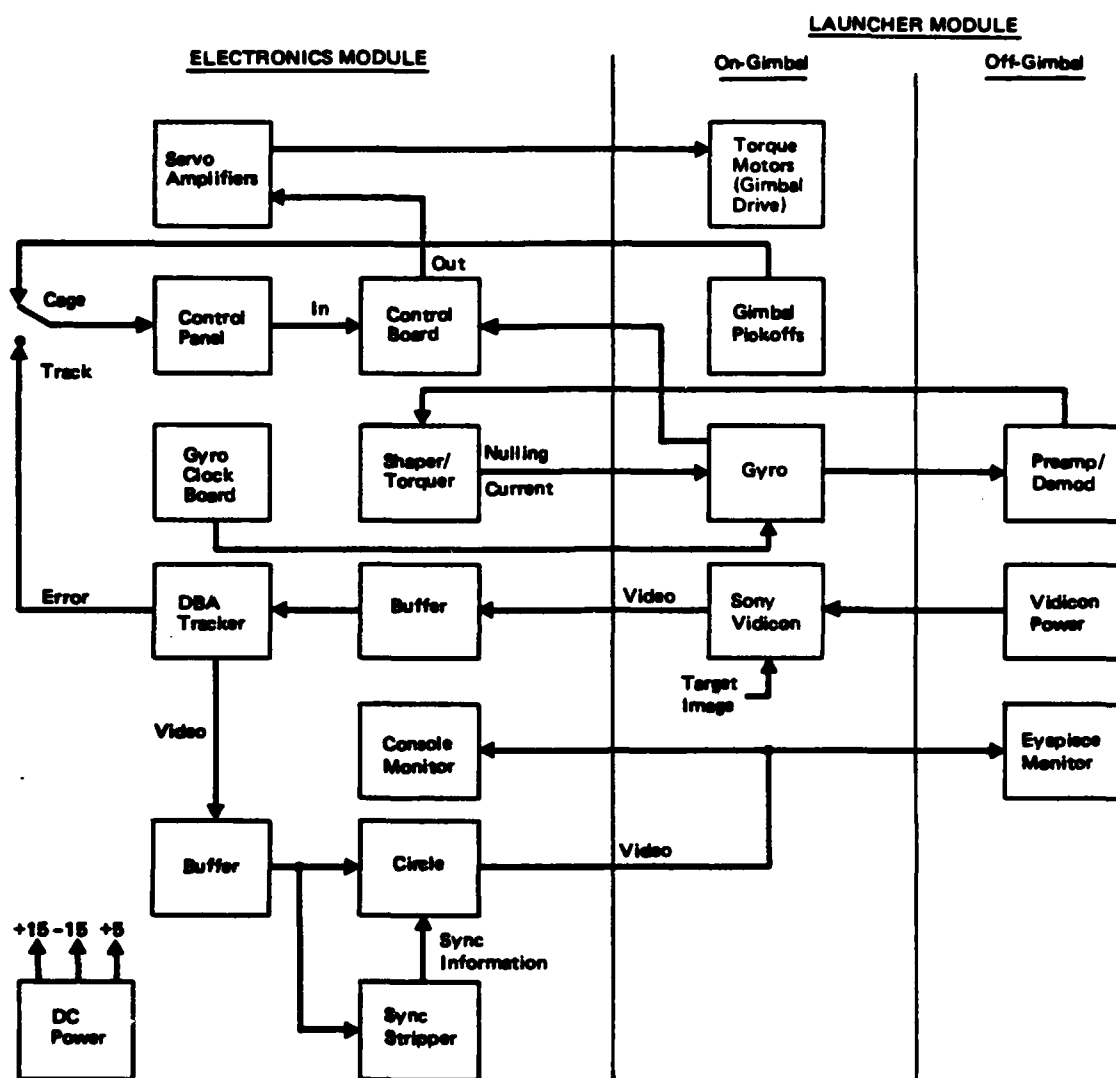 LAUNCHER MODULE
ELECTRONICS MODULE
On-Gimbal
Off-Gimbal
Servo
Amplifiers
Torque
Motors
(Gimbal
Drive)
Out
Cage
Control
Panel
In
Control
Board
Gimbal
Pickoffs
Track
Gyro
Clock
Board
Shaper/
Torquer
Nulling
Current
Gyro
Preamp/
Demod
Error
DBA
Tracker
Buffer
Video
Sony
Vidicon
Vidicon
Power
Target
Image
Video
Console
Monitor
Eyepiece
Monitor
Buffer
Circle
Video
+15 -15 +5
Sync
Information
DC
Power
Sync
Stripper